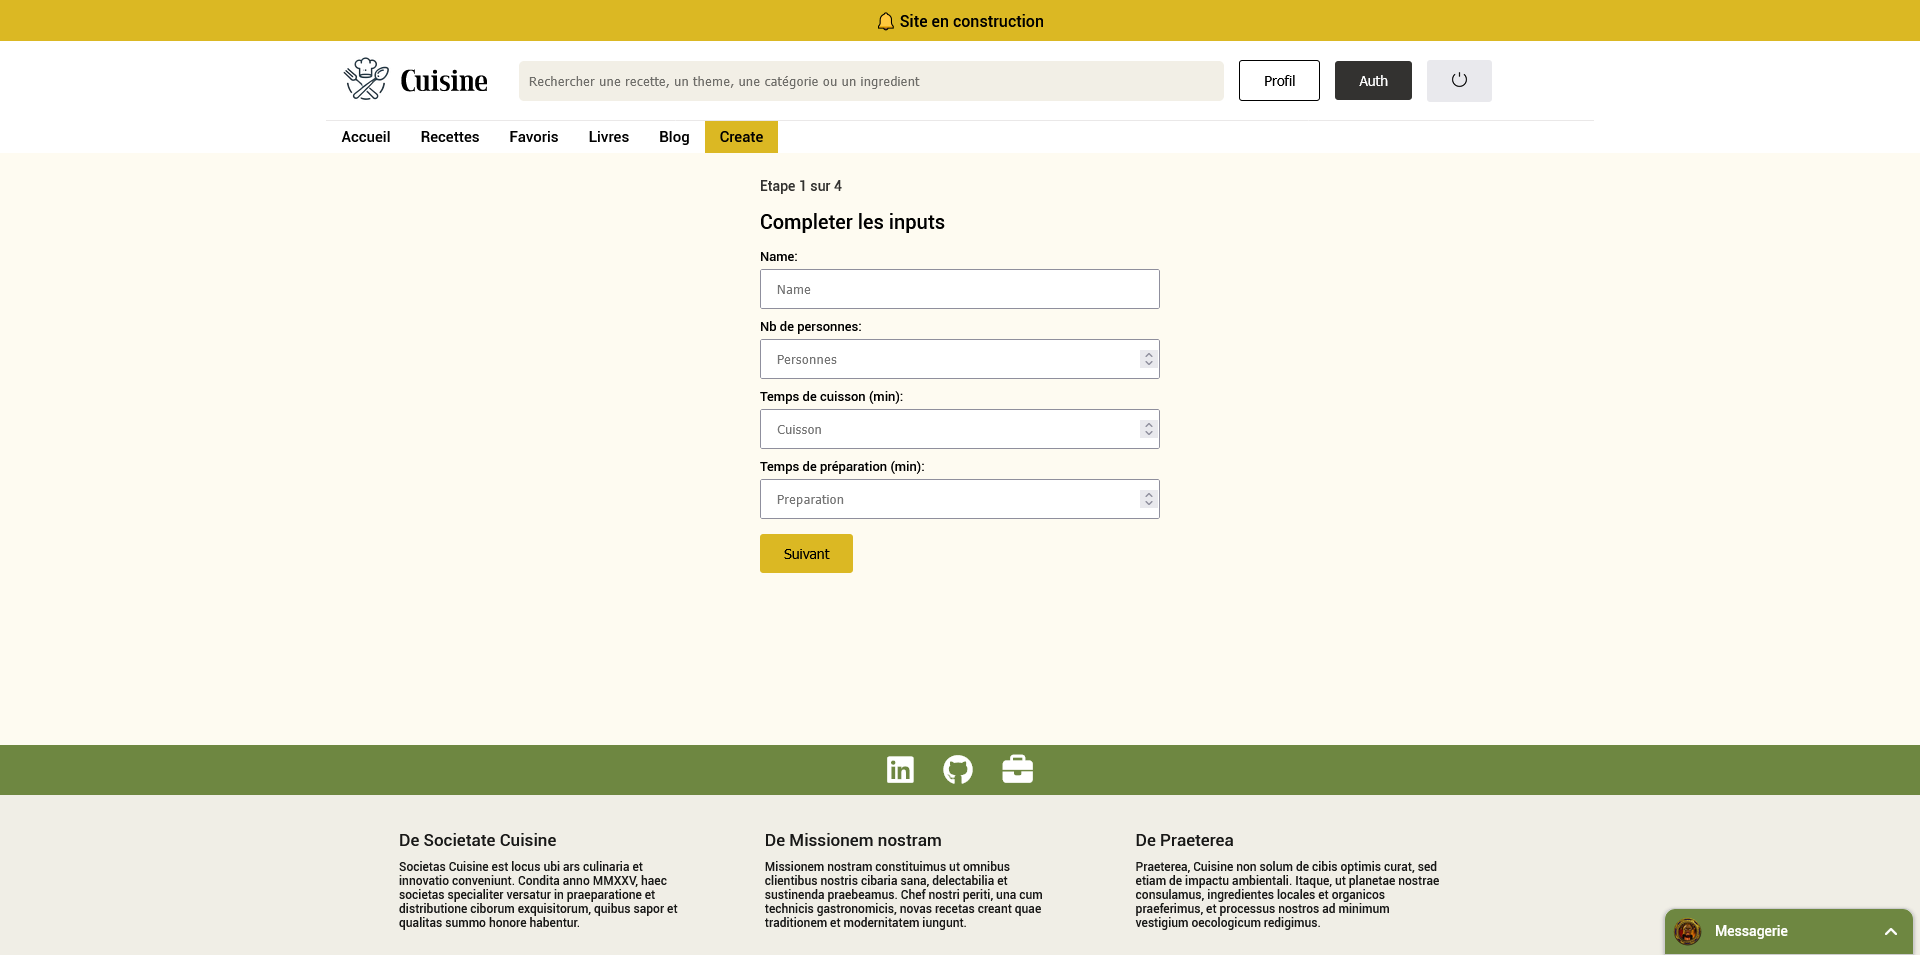 Site en construction
Cuisine
Rechercher une recette, un theme, une catégorie ou un ingredient
Profil
Auth
Accueil
Recettes
Favoris
Livres
Blog
Create
Etape 1 sur 4
Completer les inputs
Name:
Name
Nb de personnes:
Personnes
Temps de cuisson (min):
Cuisson
Temps de préparation (min):
Preparation
Suivant
in
De Societate Cuisine
Societas Cuisine est locus ubi ars culinaria et
innovatio conveniunt. Condita anno MMXXV, haec
societas specialiter versatur in praeparatione et
distributione ciborum exquisitorum, quibus sapor et
qualitas summo honore habentur.
De Missionem nostram
Missionem nostram constituimus ut omnibus
clientibus nostris cibaria sana, delectabilia et
sustinenda praebeamus. Chef nostri periti, una cum
technicis gastronomicis, novas recetas creant quae
traditionem et modernitatem iungunt.
De Praeterea
Praeterea, Cuisine non solum de cibis optimis curat, sed
etiam de impactu ambientali. Itaque, ut planetae nostrae
consulamus, ingredientes locales et organicos
praeferimus, et processus nostros ad minimum
vestigium oecologicum redigimus.
Messagerie